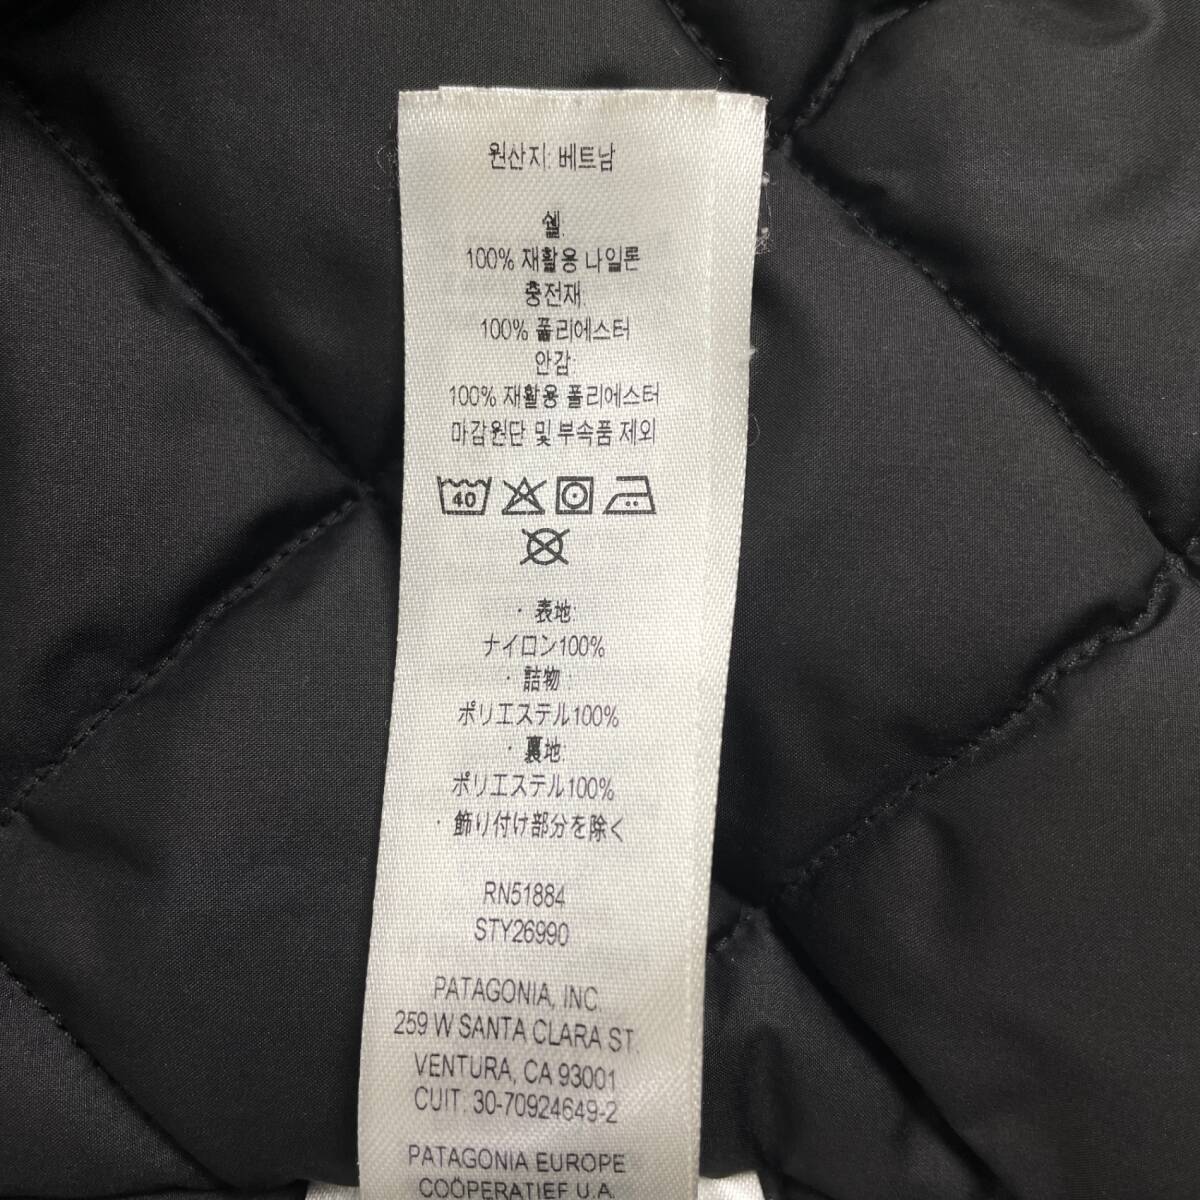 원산지: 베트남
쉘:
100% 재활용 나일론
충전재
100% 폴리에스터
안감:
100% 재활용 폴리에스터
마감원단 및 부속품 제외
40
・表地:
ナイロン100%
・詰物:
ポリエステル100%
・裏地:
ポリエステル100%
・飾り付け部分を除く
RN51884
STY26990
PATAGONIA, INC.
259 W SANTA CLARA ST.
VENTURA, CA 93001
CUIT: 30-70924649-2
PATAGONIA EUROPE
COÖPERATIEF U.A.